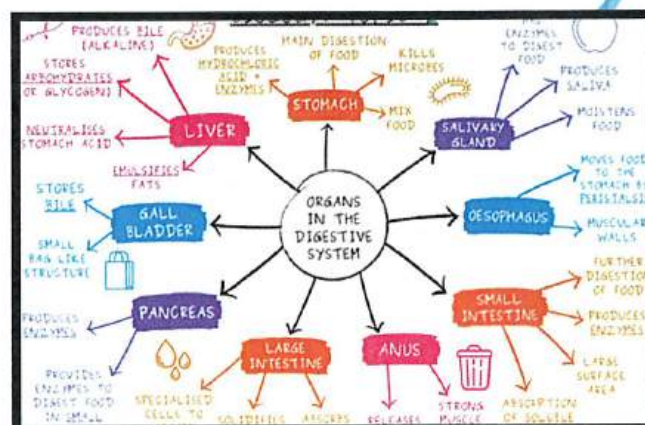 PRODUCES BILE
(ALKALINE)
STORES
ARBOHYDRATES
OR GLYCOGEN)
NEUTRALISES
STOMACH ACID
EMULSIFIES
FATS
LIVER
PRODUCES
HYDROCHLORIC
ACID +
ENZYMES
MAIN DIGESTION
OF FOOD
KILLS
MICROBES
MIX
FOOD
STOMACH
ENZYMES
TO DIGEST
FOOD
PRODUCES
SALIVA
MOISTENS
FOOD
SALIVARY
GLAND
ORGANS
IN THE
DIGESTIVE
SYSTEM
STORES
BILE
SMALL
BAG LIKE
STRUCTURE
GALL
BLADDER
MOVES FOOD
TO THE
STOMACH BY
PERISTALSIS
MUSCULAR
WALLS
OESOPHAGUS
PANCREAS
PRODUCES
ENZYMES
PROVIDES
ENZYMES TO
DIGEST FOOD
IN SMALL
LARGE
INTESTINE
SPECIALISED
CELLS TO
SOLIDIFIES
ABSORBS
ANUS
RELEASES
STRONG
MUSCLE
SMALL
INTESTINE
FURTHER
DIGESTION
OF FOOD
PRODUCES
ENZYMES
LARGE
SURFACE
AREA
ABSORPTION
OF SOLUBLE